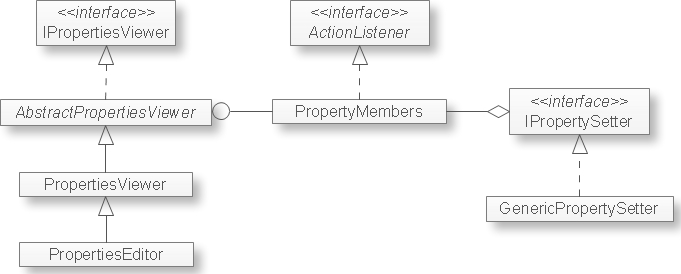 <<interface>>
IPropertiesViewer
<<interface>>
ActionListener
AbstractPropertiesViewer
PropertyMembers
<<interface>>
IPropertySetter
PropertiesViewer
GenericPropertySetter
PropertiesEditor